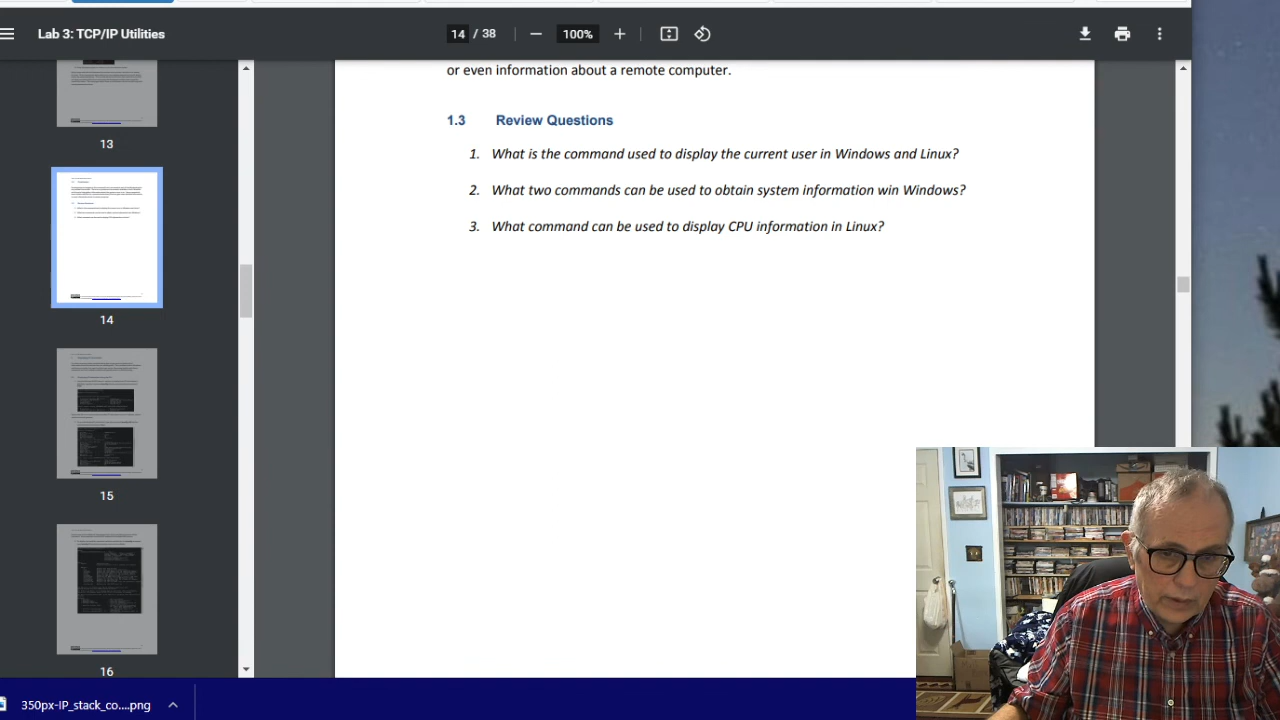 Lab 3: TCP/IP Utilities
14 / 38
100%
or even information about a remote computer.
1.3 Review Questions
1. What is the command used to display the current user in Windows and Linux?
2. What two commands can be used to obtain system information win Windows?
3. What command can be used to display CPU information in Linux?
13
14
15
16
350px-IP_stack_co....png